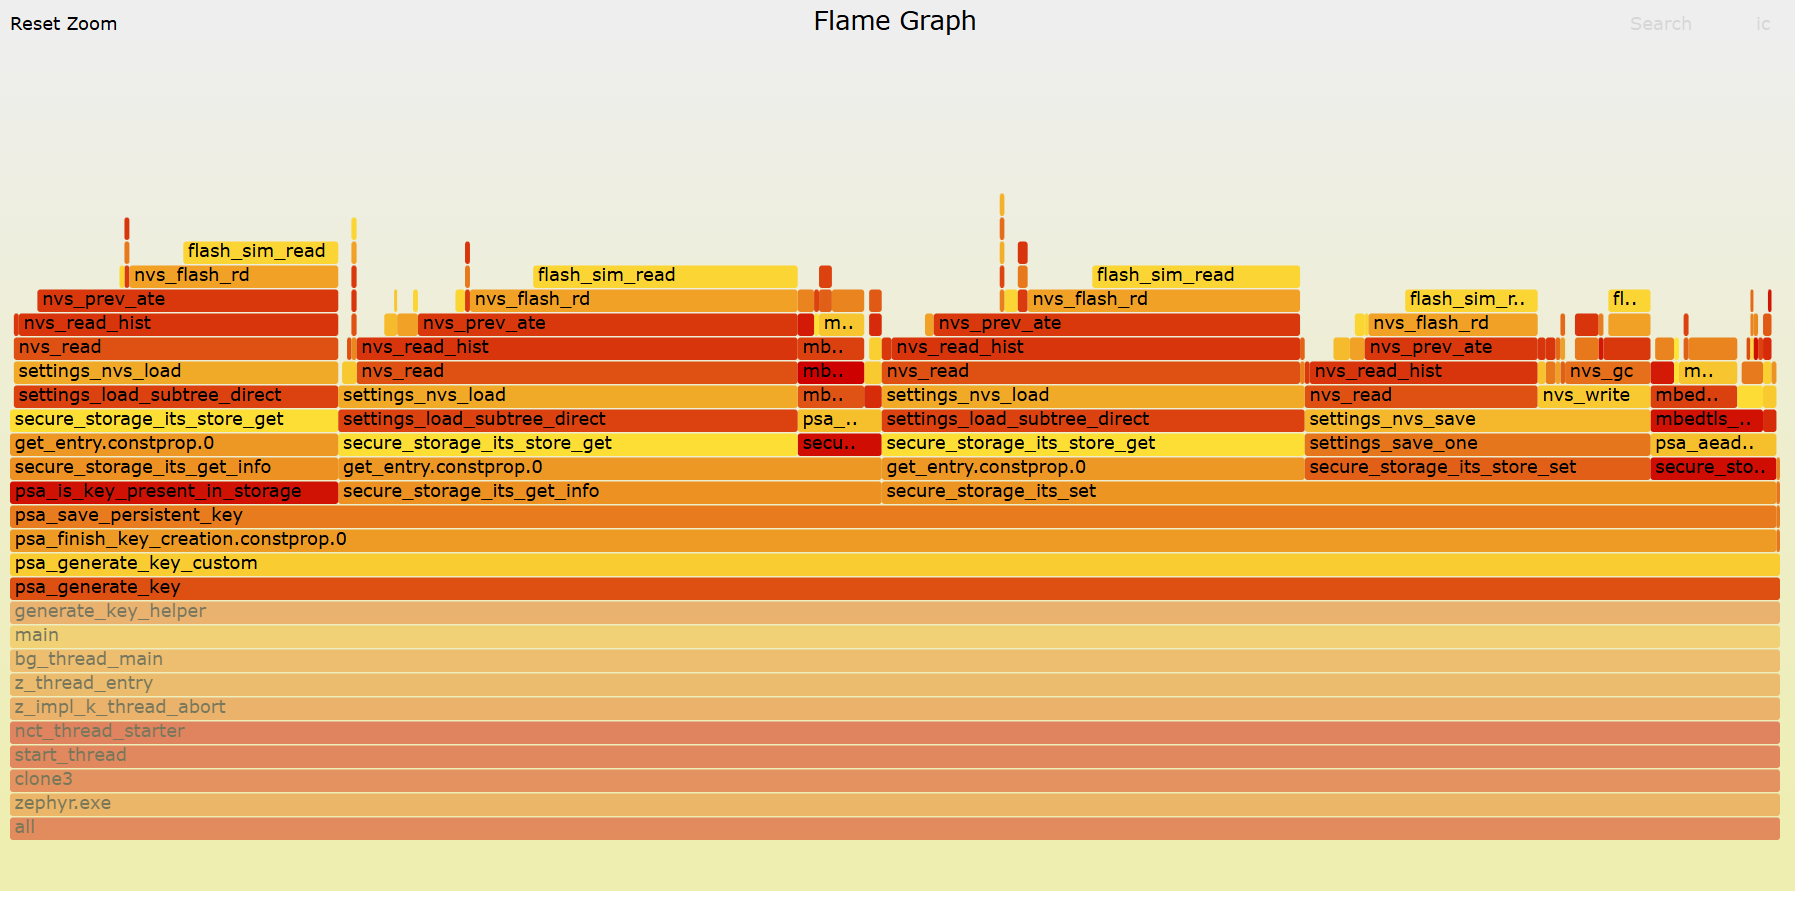 Reset Zoom Flame Graph Search ic
flash_sim_read
nvs_flash_rd flash_sim_read flash_sim_read
nvs_prev_ate nvs_flash_rd nvs_flash_rd flash_sim_r.. fl..
nvs_read_hist nvs_prev_ate m.. nvs_prev_ate nvs_flash_rd
nvs_read nvs_read_hist mb.. nvs_read_hist nvs_prev_ate
settings_nvs_load nvs_read mb.. nvs_read nvs_read_hist nvs_gc m..
settings_load_subtree_direct settings_nvs_load mb.. settings_nvs_load nvs_read nvs_write mbed..
secure_storage_its_store_get settings_load_subtree_direct psa_.. settings_load_subtree_direct settings_nvs_save mbedtls_..
get_entry.constprop.0 secure_storage_its_store_get secu.. secure_storage_its_store_get settings_save_one psa_aead..
secure_storage_its_get_info get_entry.constprop.0 get_entry.constprop.0 secure_storage_its_store_set secure_sto..
psa_is_key_present_in_storage secure_storage_its_get_info secure_storage_its_set
psa_save_persistent_key
psa_finish_key_creation.constprop.0
psa_generate_key_custom
psa_generate_key
generate_key_helper
main
bg_thread_main
z_thread_entry
z_impl_k_thread_abort
nct_thread_starter
start_thread
clone3
zephyr.exe
all